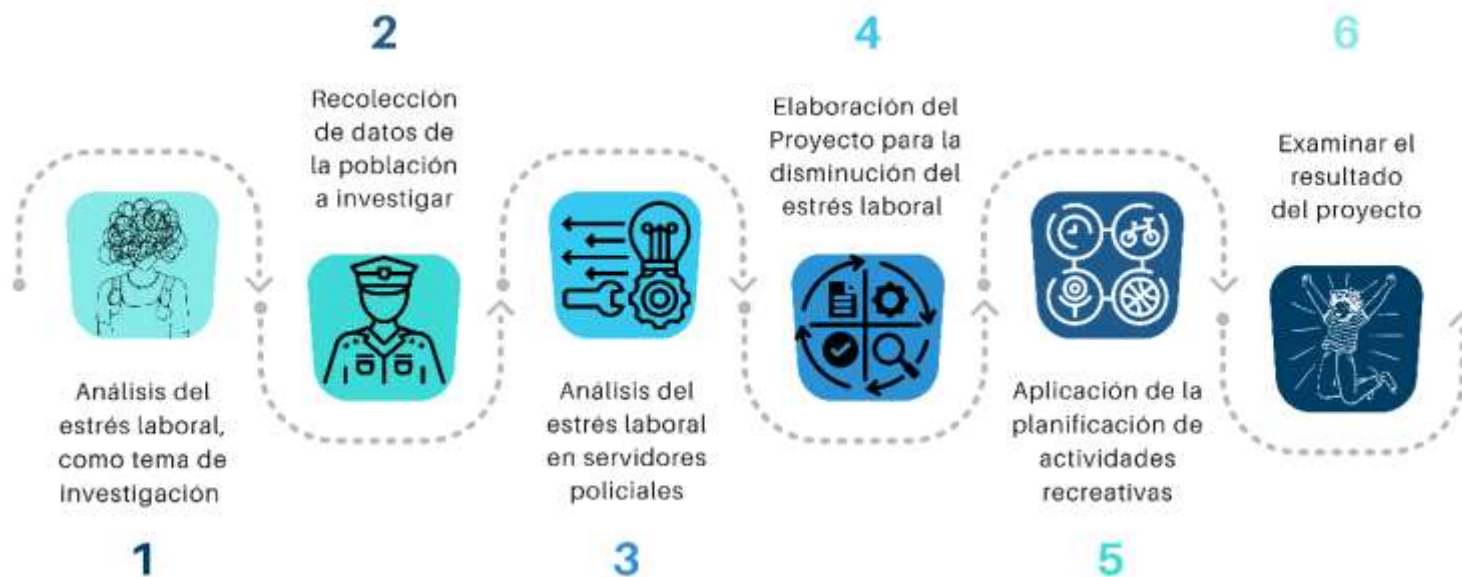 1
Análisis del
estrés laboral,
como tema de
investigación
2
Recolección
de datos de
la población
a investigar
3
Análisis del
estrés laboral
en servidores
policiales
4
Elaboración del
Proyecto para la
disminución del
estrés laboral
5
Aplicación de la
planificación de
actividades
recreativas
6
Examinar el
resultado
del proyecto